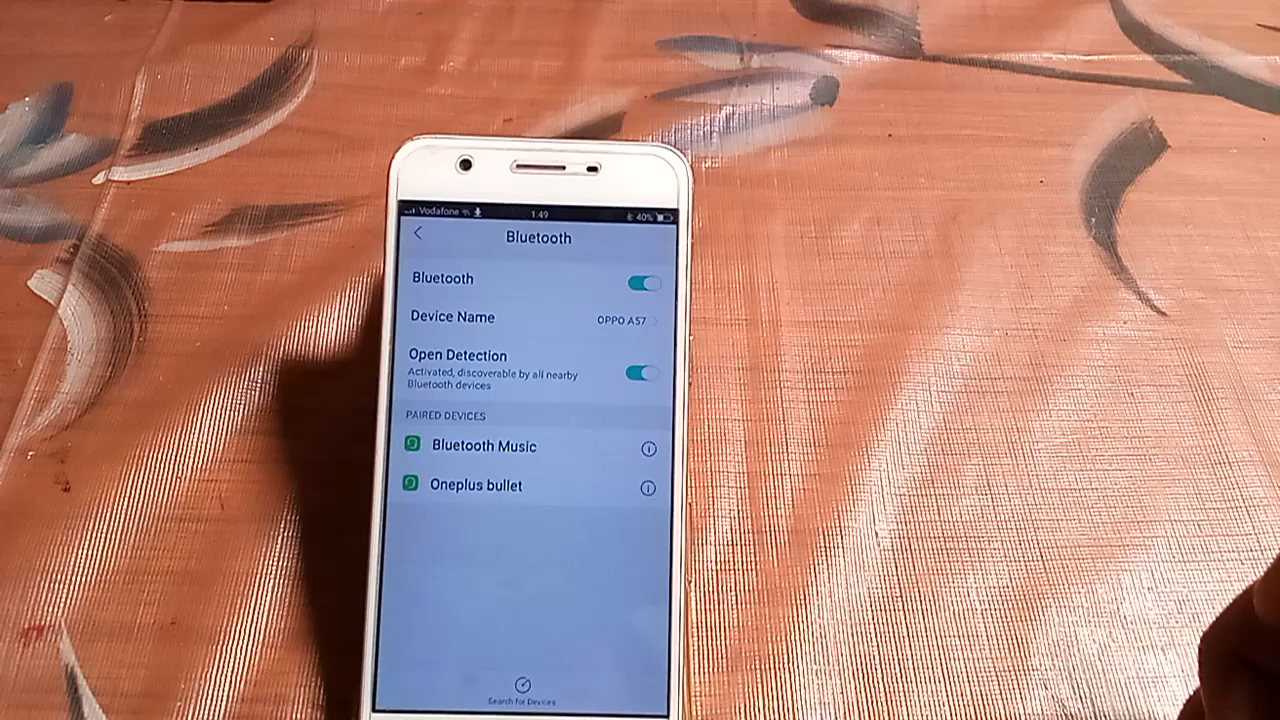 Vodafone 1:49 40%
Bluetooth
Bluetooth
Device Name OPPO A57
Open Detection
Activated, discoverable by all nearby
Bluetooth devices
PAIRED DEVICES
Bluetooth Music
Oneplus bullet
Search for Devices